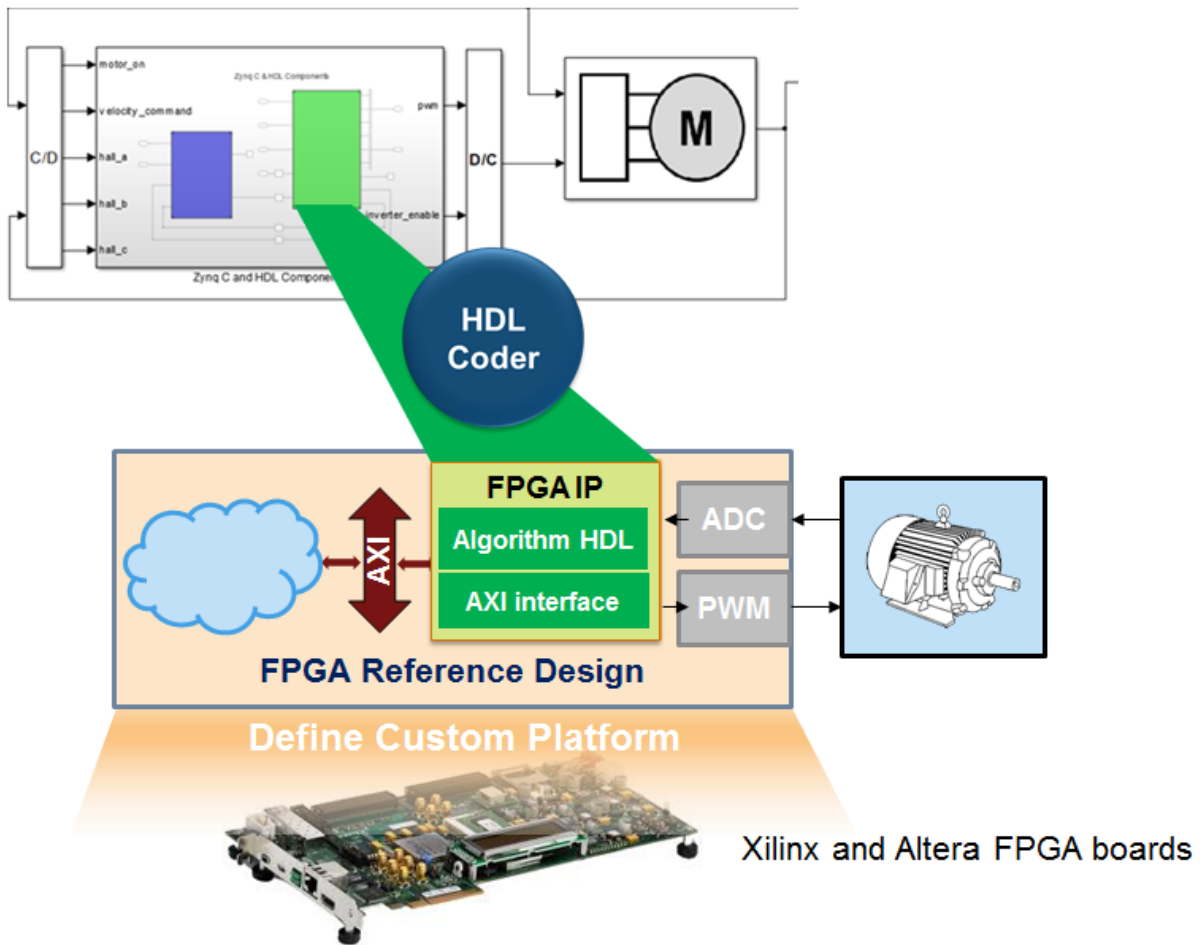 Zynq C & HDL Components
motor_on
velocity_command
hall_a
hall_b
hall_c
C/D
pwm
inverter_enable
D/C
M
Zynq C and HDL Component
HDL
Coder
FPGA IP
Algorithm HDL
AXI interface
AXI
ADC
PWM
FPGA Reference Design
Define Custom Platform
Xilinx and Altera FPGA boards